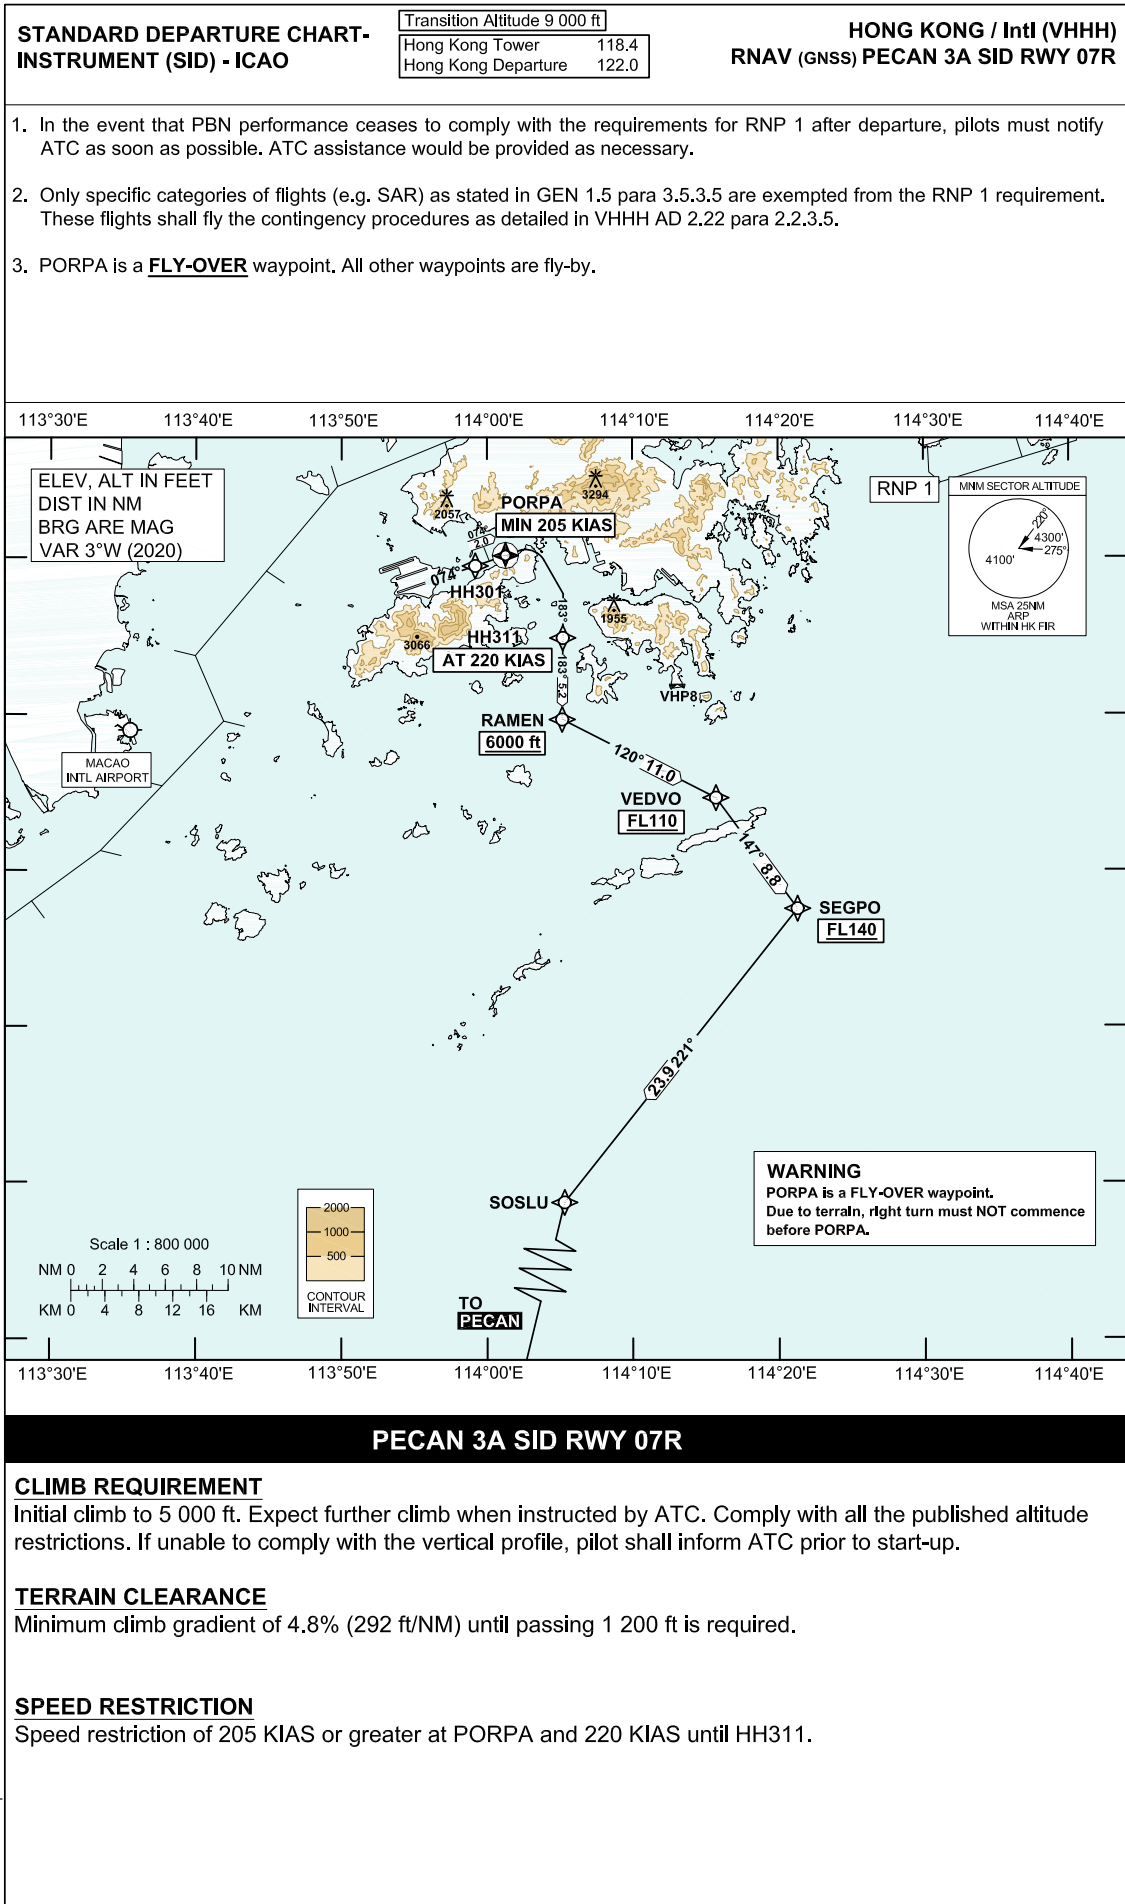 STANDARD DEPARTURE CHART-
INSTRUMENT (SID) - ICAO
Transition Altitude 9 000 ft
Hong Kong Tower 118.4
Hong Kong Departure 122.0
HONG KONG / Intl (VHHH)
RNAV (GNSS) PECAN 3A SID RWY 07R
1. In the event that PBN performance ceases to comply with the requirements for RNP 1 after departure, pilots must notify
ATC as soon as possible. ATC assistance would be provided as necessary.
2. Only specific categories of flights (e.g. SAR) as stated in GEN 1.5 para 3.5.3.5 are exempted from the RNP 1 requirement.
These flights shall fly the contingency procedures as detailed in VHHH AD 2.22 para 2.2.3.5.
3. PORPA is a FLY-OVER waypoint. All other waypoints are fly-by.
113°30'E 113°40'E 113°50'E 114°00'E 114°10'E 114°20'E 114°30'E 114°40'E
ELEV, ALT IN FEET
DIST IN NM
BRG ARE MAG
VAR 3°W (2020)
RNP 1
MNM SECTOR ALTITUDE
220°
4300'
275°
4100'
MSA 25NM
ARP
WITHIN HK FIR
2057
3294
PORPA
MIN 205 KIAS
074°
2.0
074°
HH301
183°
1955
3066
HH311
AT 220 KIAS
183°
5.2
VHP8
RAMEN
6000 ft
MACAO
INTL AIRPORT
120° 11.0
VEDVO
FL110
147° 8.8
SEGPO
FL140
23.9 221°
SOSLU
WARNING
PORPA is a FLY-OVER waypoint.
Due to terrain, right turn must NOT commence
before PORPA.
2000
1000
500
CONTOUR
INTERVAL
Scale 1 : 800 000
NM 0 2 4 6 8 10 NM
KM 0 4 8 12 16 KM
TO
PECAN
113°30'E 113°40'E 113°50'E 114°00'E 114°10'E 114°20'E 114°30'E 114°40'E
PECAN 3A SID RWY 07R
CLIMB REQUIREMENT
Initial climb to 5 000 ft. Expect further climb when instructed by ATC. Comply with all the published altitude
restrictions. If unable to comply with the vertical profile, pilot shall inform ATC prior to start-up.
TERRAIN CLEARANCE
Minimum climb gradient of 4.8% (292 ft/NM) until passing 1 200 ft is required.
SPEED RESTRICTION
Speed restriction of 205 KIAS or greater at PORPA and 220 KIAS until HH311.